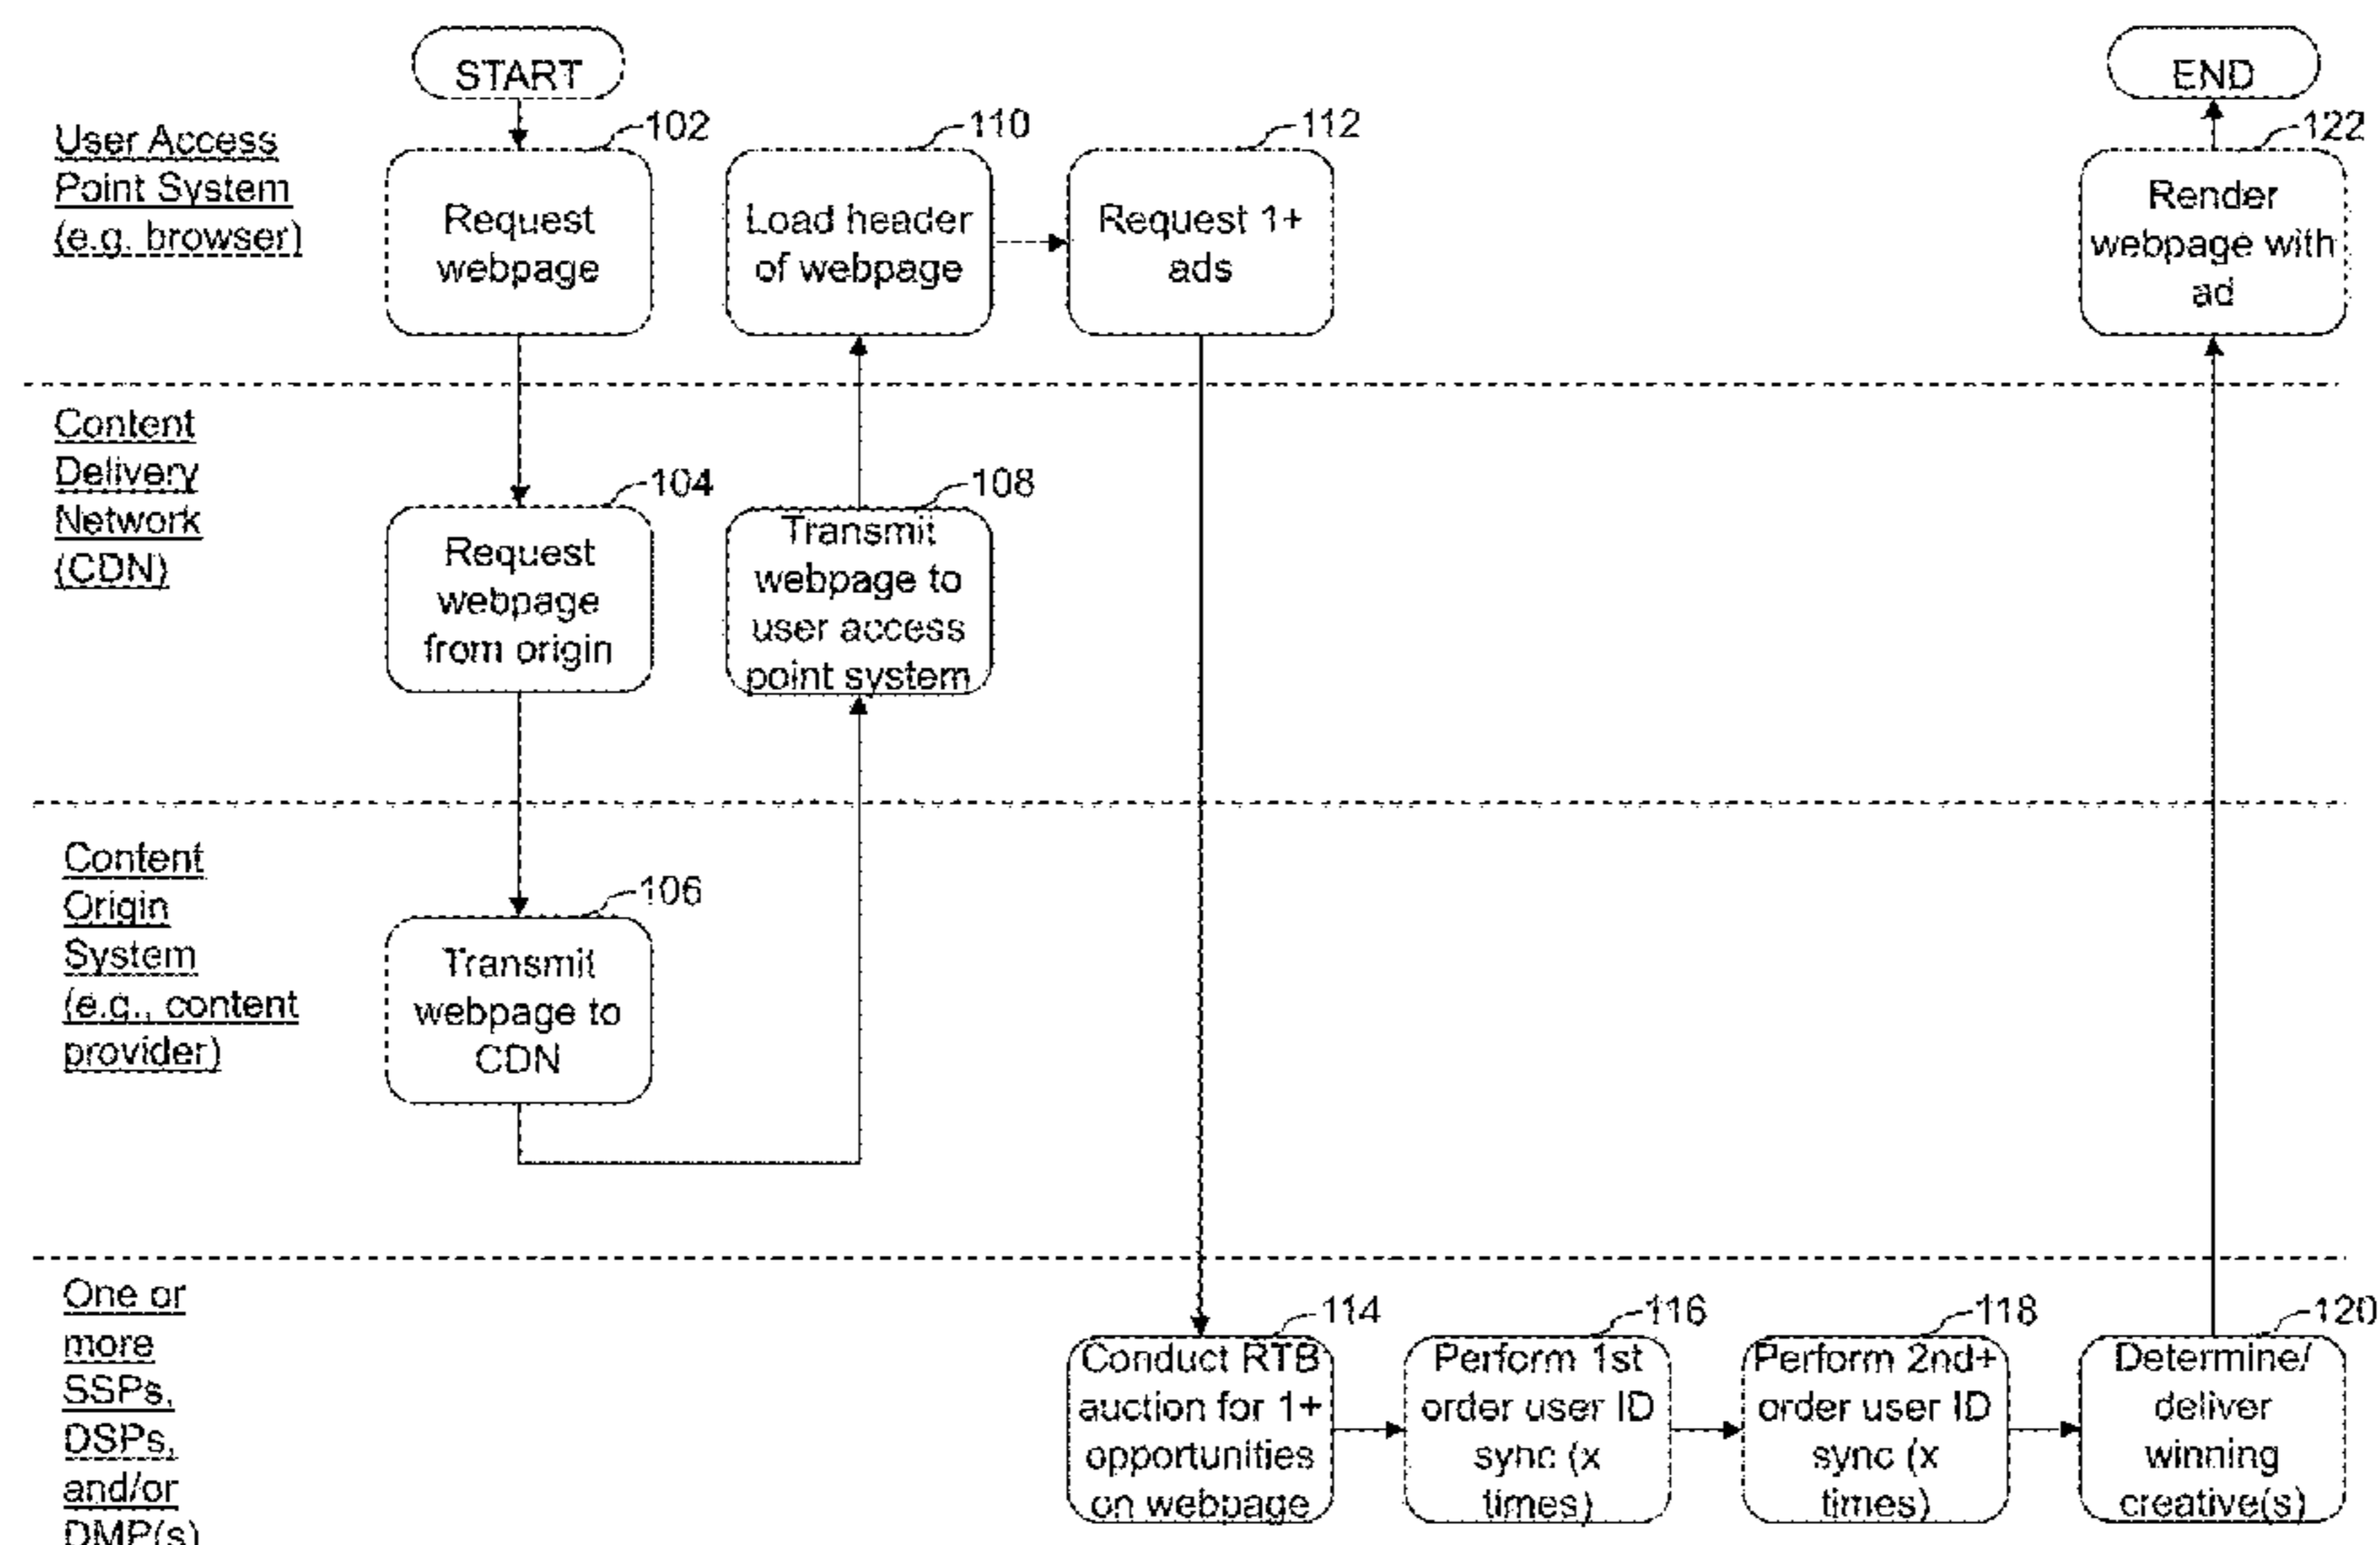 START
END
User Access
Point System
(e.g. browser)
102
Request
webpage
110
Load header
of webpage
112
Request 1+
ads
122
Render
webpage with
ad
Content
Delivery
Network
(CDN)
104
Request
webpage
from origin
108
Transmit
webpage to
user access
point system
Content
Origin
System
(e.g., content
provider)
106
Transmit
webpage to
CDN
One or
more
SSPs,
DSPs,
and/or
DMP(s)
114
Conduct RTB
auction for 1+
opportunities
on webpage
116
Perform 1st
order user ID
sync (x
times)
118
Perform 2nd+
order user ID
sync (x
times)
120
Determine/
deliver
winning
creative(s)